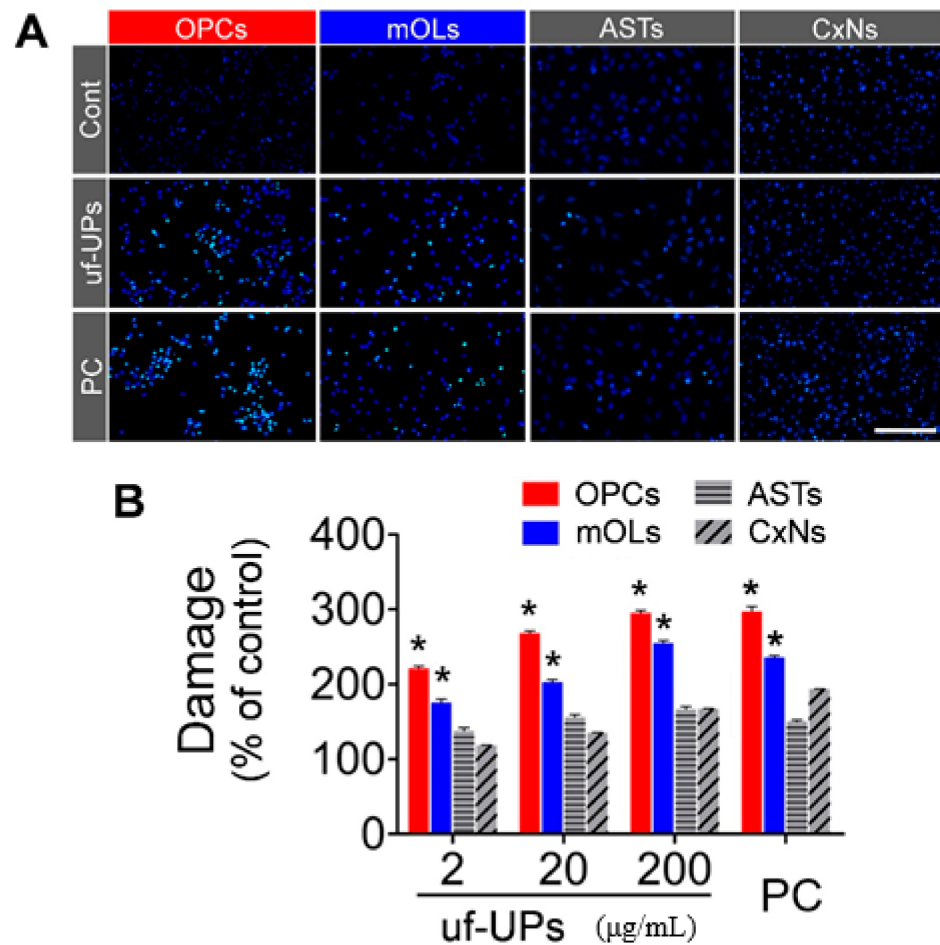 A
OPCs mOLs ASTs CxNs
Cont
uf-UPs
PC
B
OPCs ASTs
mOLs CxNs
Damage
(% of control)
400
300
200
100
0
* * * * * * * *
2 20 200 PC
uf-UPs (μg/mL)